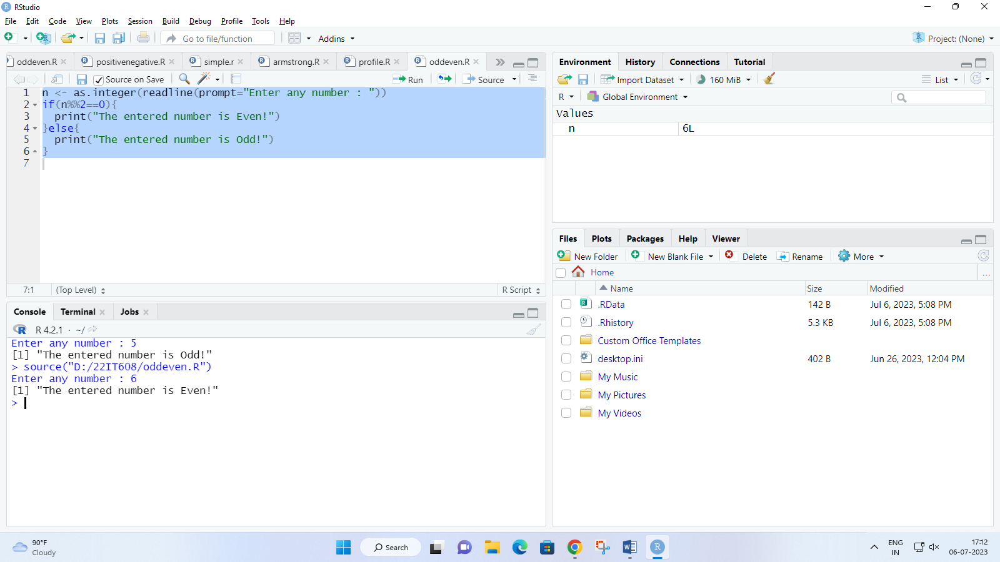 RStudio
File Edit Code View Plots Session Build Debug Profile Tools Help
Go to file/function Addins Project: (None)
oddeven.R positivenegative.R simple.r armstrong.R profile.R oddeven.R
Source on Save Run Source
1 n <- as.integer(readline(prompt="Enter any number : "))
2 if(n%%2==0){
3 print("The entered number is Even!")
4 }else{
5 print("The entered number is Odd!")
6 }
7
7:1 (Top Level) R Script
Console Terminal Jobs
R 4.2.1 · ~/
Enter any number : 5
[1] "The entered number is Odd!"
> source("D:/22IT608/oddeven.R")
Enter any number : 6
[1] "The entered number is Even!"
>
Environment History Connections Tutorial
Import Dataset 160 MiB List
R Global Environment
Values
n 6L
Files Plots Packages Help Viewer
New Folder New Blank File Delete Rename More
Home ...
Name Size Modified
.RData 142 B Jul 6, 2023, 5:08 PM
.Rhistory 5.3 KB Jul 6, 2023, 5:08 PM
Custom Office Templates
desktop.ini 402 B Jun 26, 2023, 12:04 PM
My Music
My Pictures
My Videos
90°F
Cloudy
Search
ENG
IN
17:12
06-07-2023